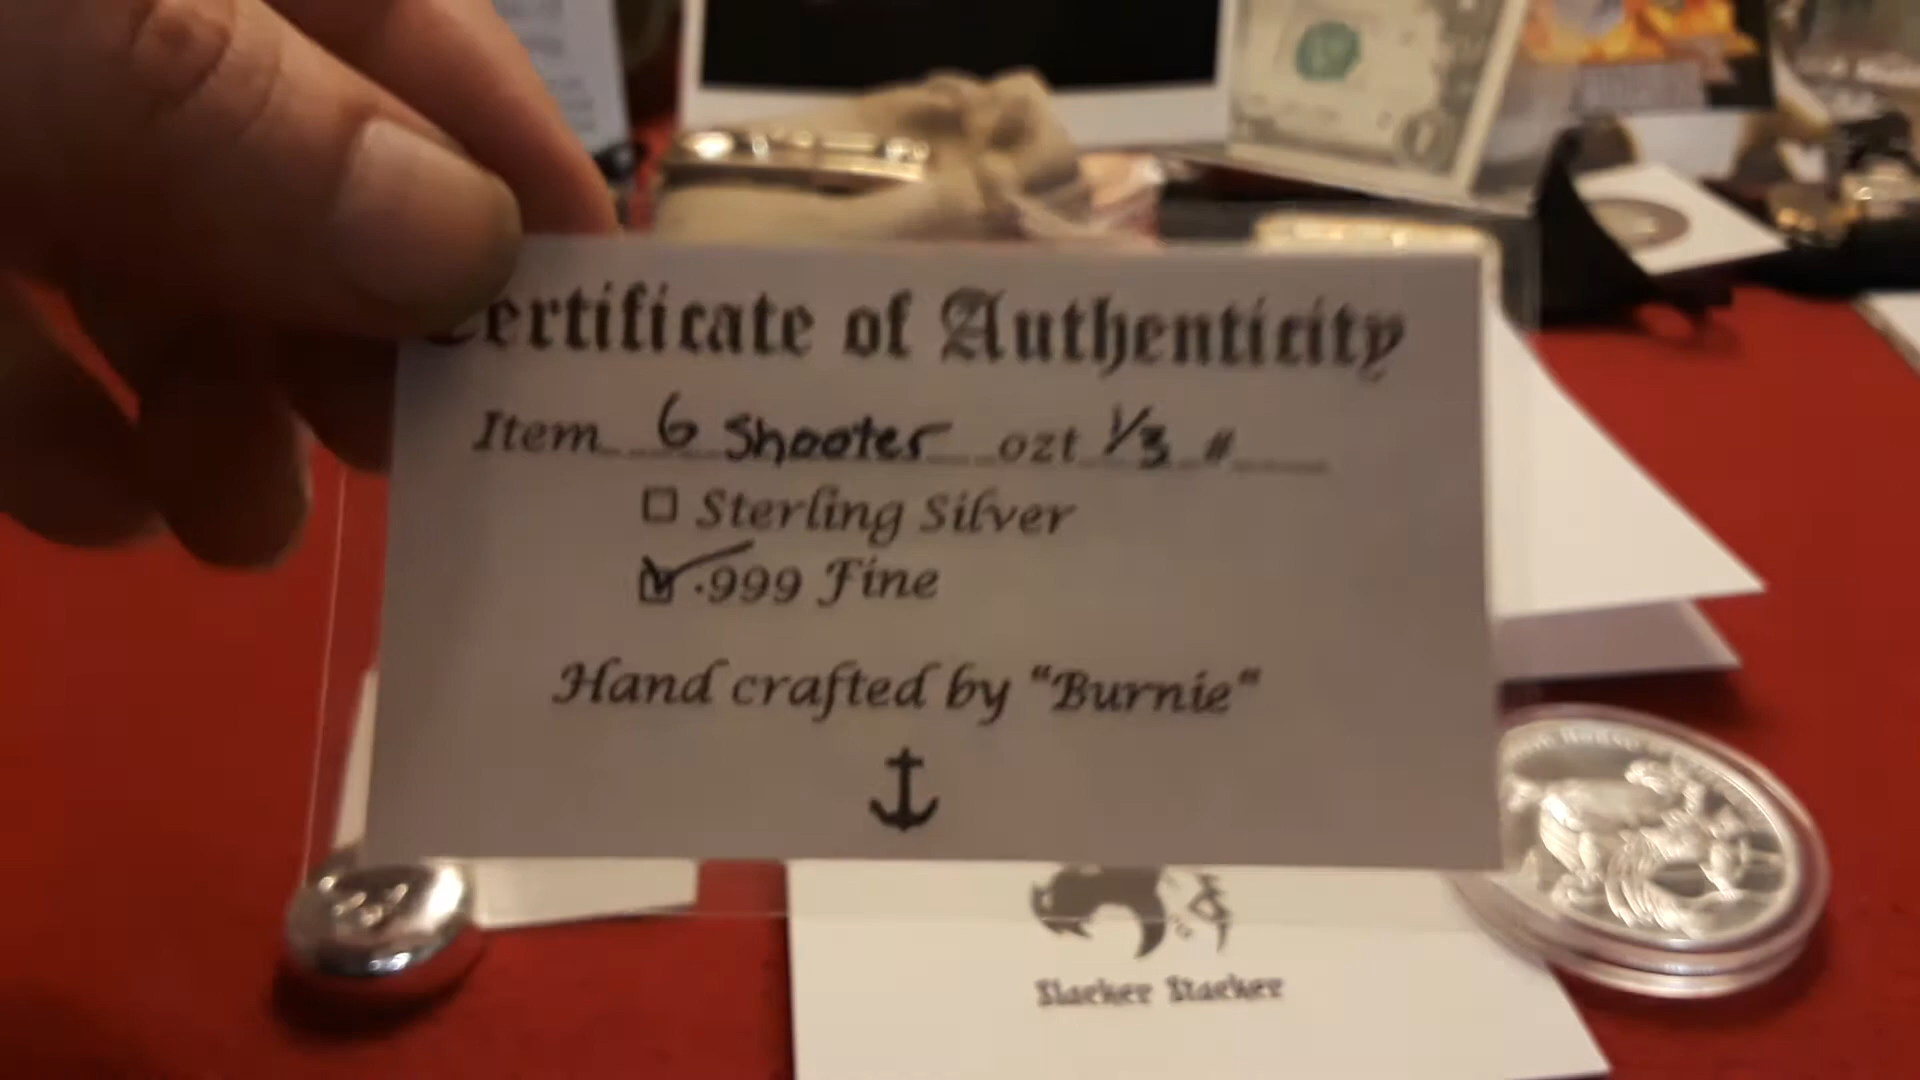 Certificate of Authenticity
Item 6 Shooter ozt 1/3 #
Sterling Silver
.999 Fine
Hand crafted by "Burnie"
Slacker Stacker